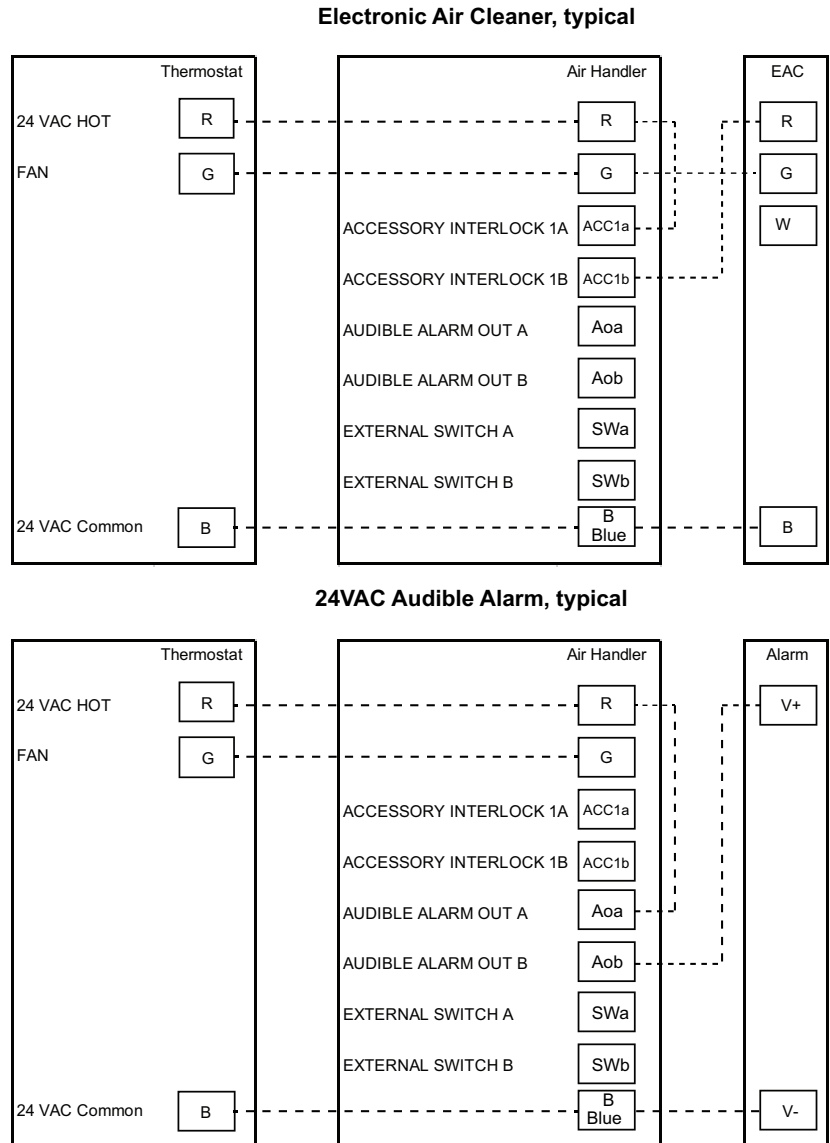 Electronic Air Cleaner, typical
Thermostat Air Handler EAC
24 VAC HOT R R R
FAN G G G
ACCESSORY INTERLOCK 1A ACC1a W
ACCESSORY INTERLOCK 1B ACC1b
AUDIBLE ALARM OUT A Aoa
AUDIBLE ALARM OUT B Aob
EXTERNAL SWITCH A SWa
EXTERNAL SWITCH B SWb
24 VAC Common B B Blue B
24VAC Audible Alarm, typical
Thermostat Air Handler Alarm
24 VAC HOT R R V+
FAN G G
ACCESSORY INTERLOCK 1A ACC1a
ACCESSORY INTERLOCK 1B ACC1b
AUDIBLE ALARM OUT A Aoa
AUDIBLE ALARM OUT B Aob
EXTERNAL SWITCH A SWa
EXTERNAL SWITCH B SWb
24 VAC Common B B Blue V-